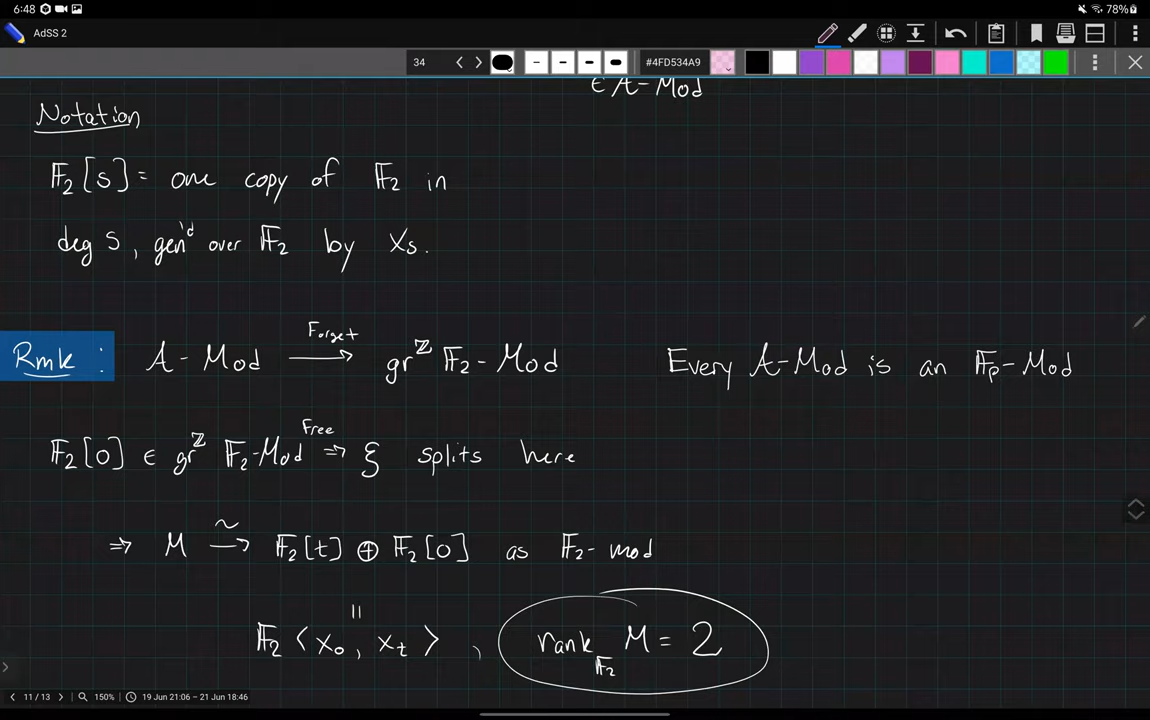 6:48 78%
AdSS 2
34 #4FD534A9
∈ A-Mod
Notation
𝔽₂[s] = one copy of 𝔽₂ in
deg s, gen'd over 𝔽₂ by xₛ.
Rmk: A-Mod →^{Forget} gr^ℤ 𝔽₂-Mod Every A-Mod is an 𝔽ₚ-Mod
𝔽₂[0] ∈ gr^ℤ 𝔽₂-Mod^{Free} ⇒ ξ splits here
⇒ M →^{~} 𝔽₂[t] ⊕ 𝔽₂[0] as 𝔽₂-mod
||
𝔽₂⟨x₀, xₜ⟩, rank_{𝔽₂} M = 2
11/13 150% 19 Jun 21:06 – 21 Jun 18:46